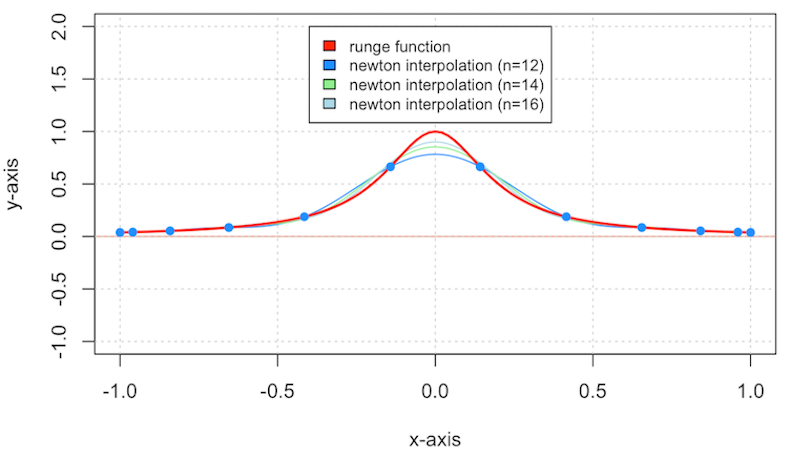 2.0
1.5
1.0
0.5
0.0
-0.5
-1.0
y-axis
runge function
newton interpolation (n=12)
newton interpolation (n=14)
newton interpolation (n=16)
-1.0 -0.5 0.0 0.5 1.0
x-axis